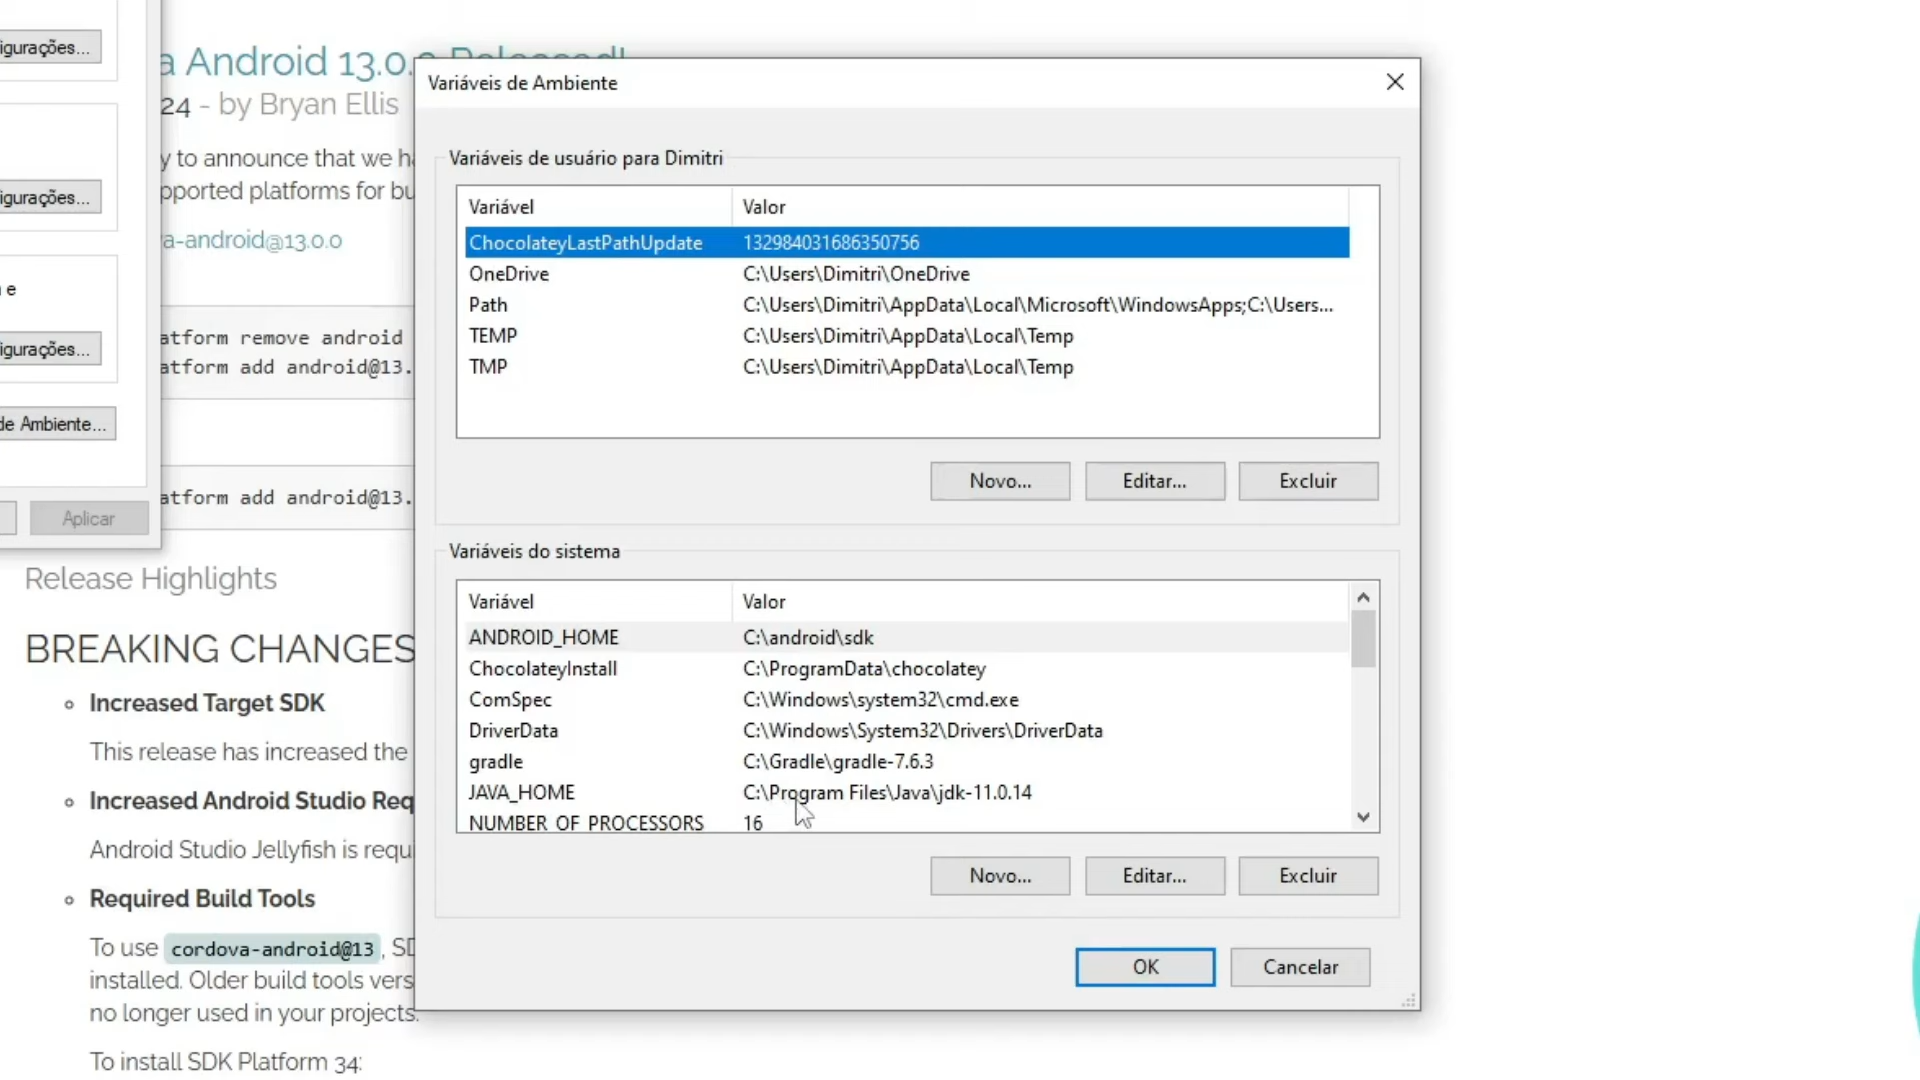 igurações...
igurações...
e
igurações...
de Ambiente...
Aplicar
a Android 13.0.0 Released!
24 - by Bryan Ellis
y to announce that we ha
pported platforms for bu
a-android@13.0.0
atform remove android
atform add android@13.
atform add android@13.
Release Highlights
BREAKING CHANGES
Increased Target SDK
This release has increased the
Increased Android Studio Req
Android Studio Jellyfish is requi
Required Build Tools
To use cordova-android@13, SD
installed. Older build tools vers
no longer used in your projects.
To install SDK Platform 34:
Variáveis de Ambiente
Variáveis de usuário para Dimitri
Variável Valor
ChocolateyLastPathUpdate 132984031686350756
OneDrive C:\Users\Dimitri\OneDrive
Path C:\Users\Dimitri\AppData\Local\Microsoft\WindowsApps;C:\Users...
TEMP C:\Users\Dimitri\AppData\Local\Temp
TMP C:\Users\Dimitri\AppData\Local\Temp
Novo... Editar... Excluir
Variáveis do sistema
Variável Valor
ANDROID_HOME C:\android\sdk
ChocolateyInstall C:\ProgramData\chocolatey
ComSpec C:\Windows\system32\cmd.exe
DriverData C:\Windows\System32\Drivers\DriverData
gradle C:\Gradle\gradle-7.6.3
JAVA_HOME C:\Program Files\Java\jdk-11.0.14
NUMBER_OF_PROCESSORS 16
Novo... Editar... Excluir
OK Cancelar